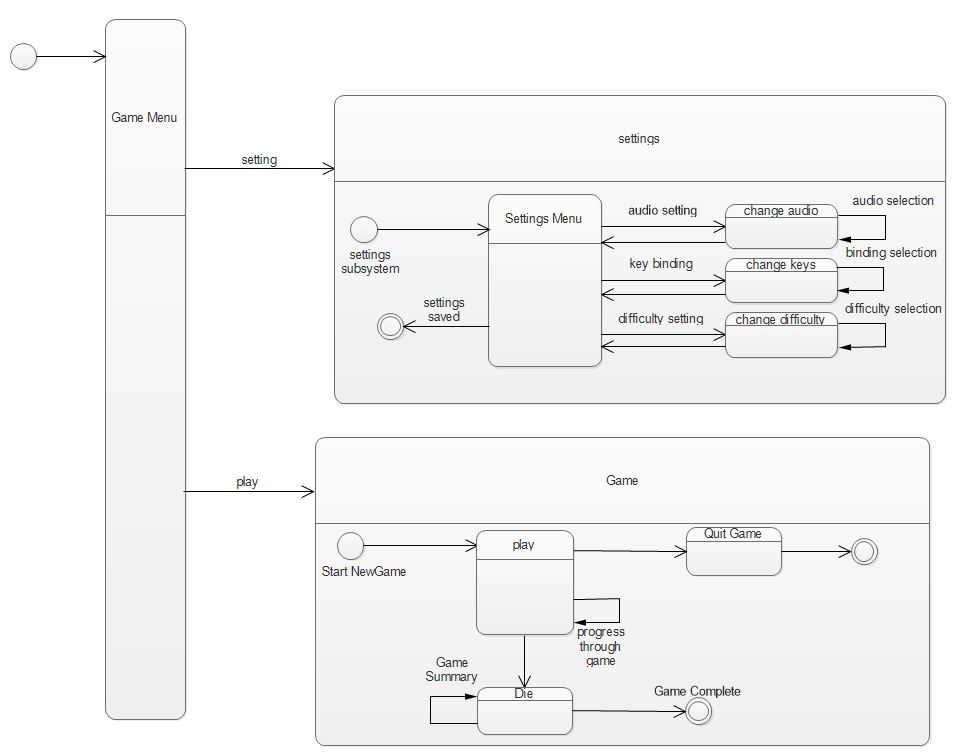 Game Menu
setting
settings
Settings Menu
audio setting
change audio
audio selection
settings
subsystem
key binding
change keys
binding selection
settings
saved
difficulty setting
change difficulty
difficulty selection
play
Game
Start NewGame
play
Quit Game
progress
through
game
Game
Summary
Die
Game Complete